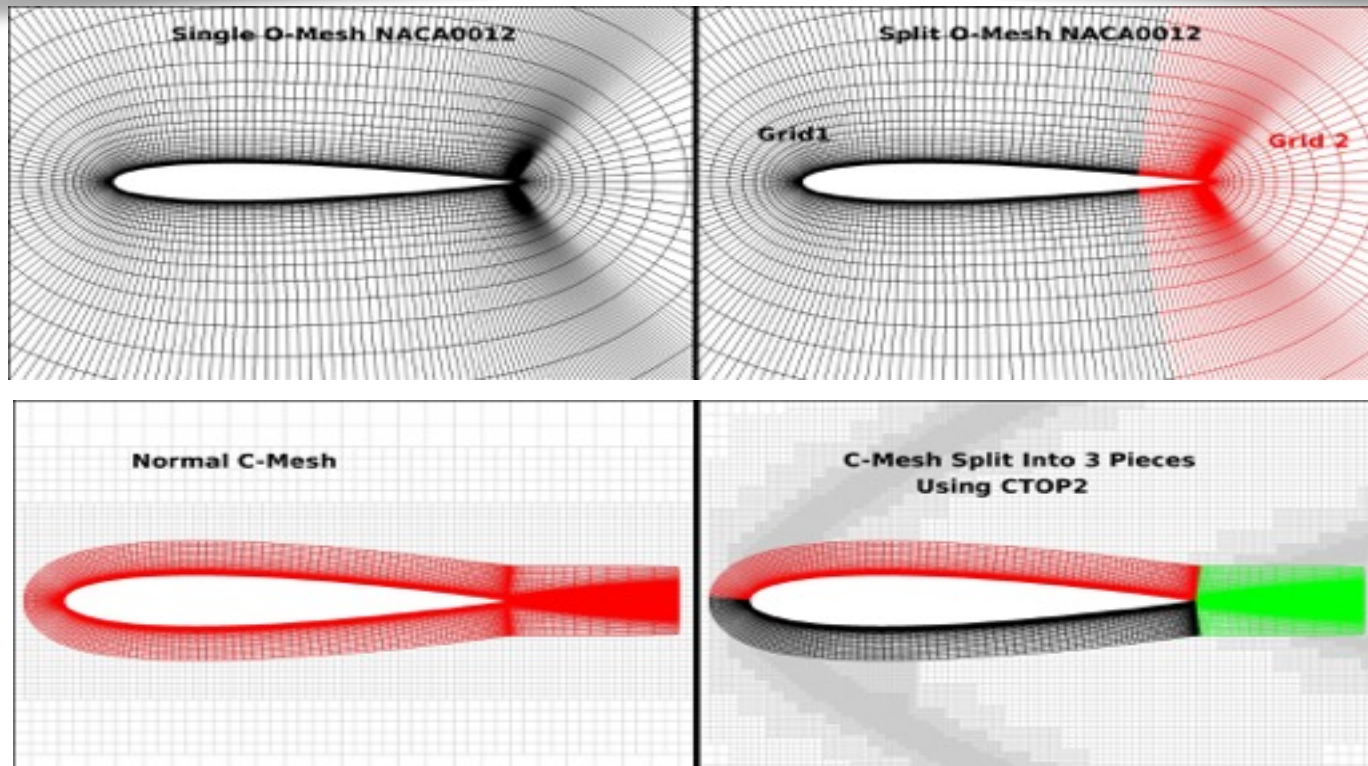 Single O-Mesh NACA0012
Split O-Mesh NACA0012
Grid1
Grid 2
Normal C-Mesh
C-Mesh Split Into 3 Pieces
Using CTOP2